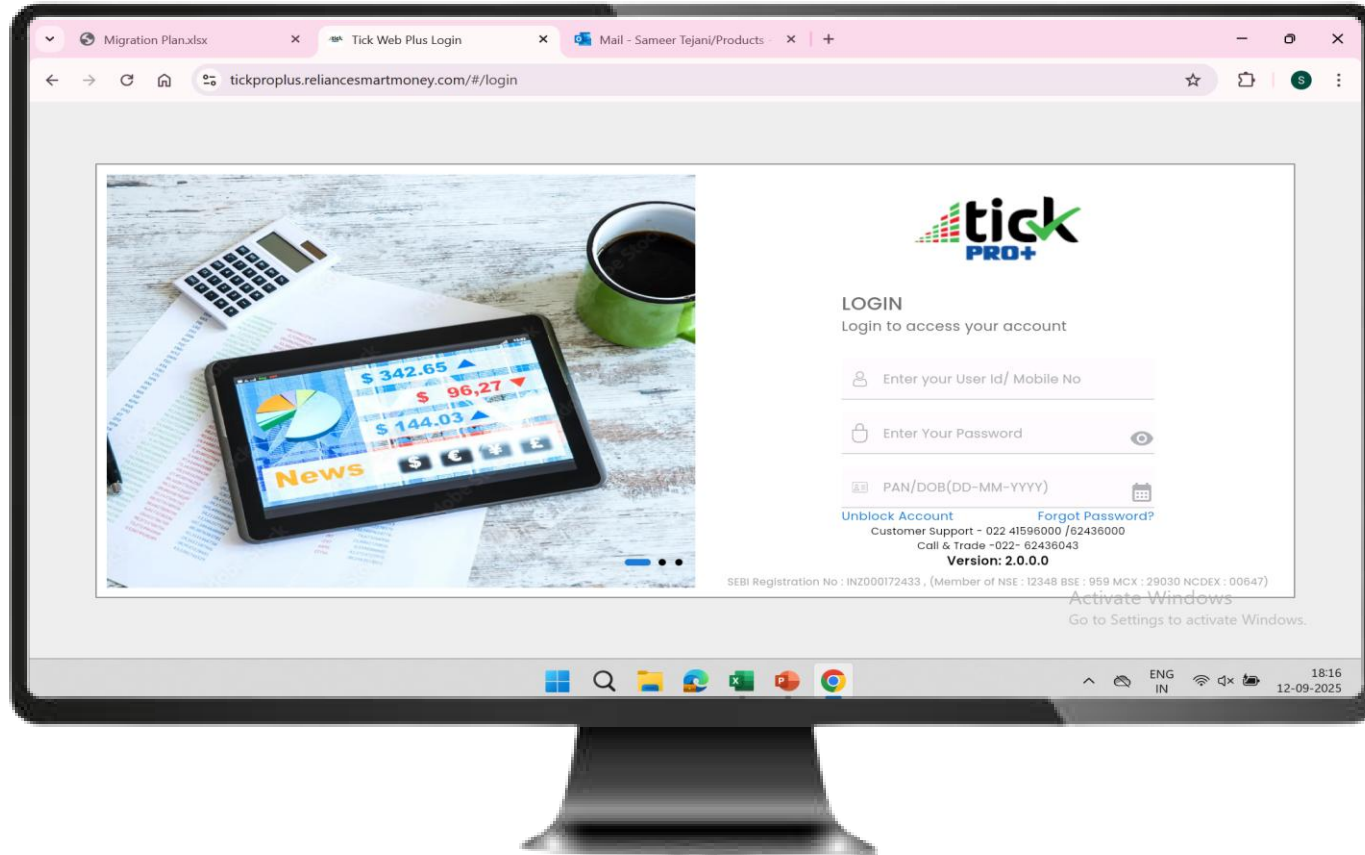 Migration Plan.xlsx
Tick Web Plus Login
Mail - Sameer Tejani/Products -
tickproplus.reliancesmartmoney.com/#/login
S
$ 342.65
$ 96,27
$ 144.03
News
$ € ¥ £
tick
PRO+
LOGIN
Login to access your account
Enter your User Id/ Mobile No
Enter Your Password
PAN/DOB(DD-MM-YYYY)
Unblock Account Forgot Password?
Customer Support - 022 41596000 /62436000
Call & Trade -022- 62436043
Version: 2.0.0.0
SEBI Registration No : INZ000172433 , (Member of NSE : 12348 BSE : 959 MCX : 29030 NCDEX : 00647)
Activate Windows
Go to Settings to activate Windows.
ENG
IN
18:16
12-09-2025